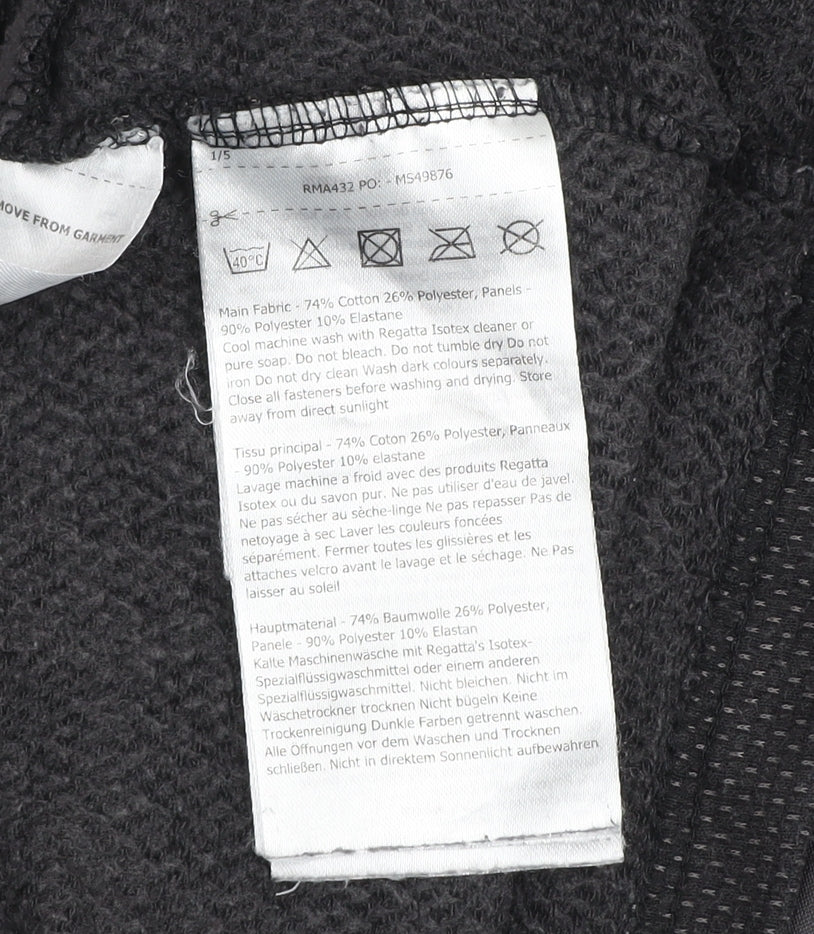 1/5
RMA432 PO: - MS49876
MOVE FROM GARMENT
40°C
Main Fabric - 74% Cotton 26% Polyester, Panels -
90% Polyester 10% Elastane
Cool machine wash with Regatta Isotex cleaner or
pure soap. Do not bleach. Do not tumble dry Do not
iron Do not dry clean Wash dark colours separately.
Close all fasteners before washing and drying. Store
away from direct sunlight
Tissu principal - 74% Coton 26% Polyester, Panneaux
- 90% Polyester 10% elastane
Lavage machine a froid avec des produits Regatta
Isotex ou du savon pur. Ne pas utiliser d'eau de javel.
Ne pas sécher au sèche-linge Ne pas repasser Pas de
netoyage à sec Laver les couleurs foncées
séparément. Fermer toutes les glissières et les
attaches velcro avant le lavage et le séchage. Ne Pas
laisser au soleil
Hauptmaterial - 74% Baumwolle 26% Polyester,
Panele - 90% Polyester 10% Elastan
Kalte Maschinenwäsche mit Regatta's Isotex-
Spezialflüssigwaschmittel oder einem anderen
Spezialflüssigwaschmittel. Nicht bleichen. Nicht im
Wäschetrockner trocknen Nicht bügeln Keine
Trockenreinigung Dunkle Farben getrennt waschen.
Alle Öffnungen vor dem Waschen und Trocknen
schließen. Nicht in direktem Sonnenlicht aufbewahren